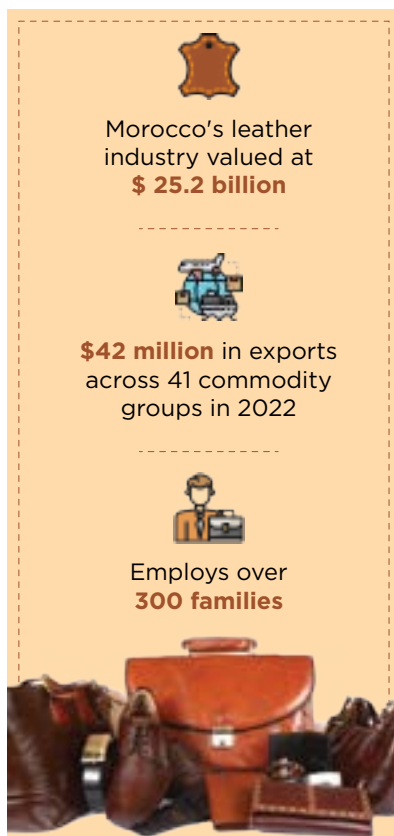 Morocco's leather
industry valued at
$ 25.2 billion
$42 million in exports
across 41 commodity
groups in 2022
Employs over
300 families